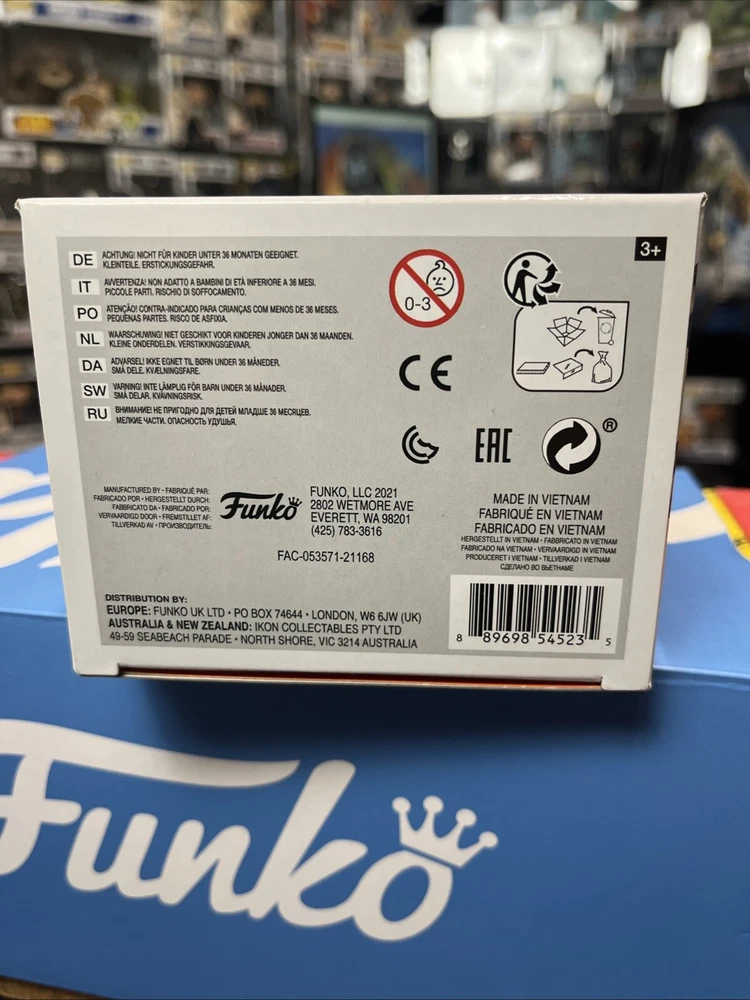 3+
DE ACHTUNG! NICHT FÜR KINDER UNTER 36 MONATEN GEEIGNET.
KLEINTEILE. ERSTICKUNGSGEFAHR.
IT AVVERTENZA! NON ADATTO A BAMBINI DI ETÀ INFERIORE A 36 MESI.
PICCOLE PARTI. RISCHIO DI SOFFOCAMENTO.
PO ATENÇÃO! CONTRA-INDICADO PARA CRIANÇAS COM MENOS DE 36 MESES.
PEQUENAS PARTES. RISCO DE ASFIXIA.
NL WAARSCHUWING! NIET GESCHIKT VOOR KINDEREN JONGER DAN 36 MAANDEN.
KLEINE ONDERDELEN. VERSTIKKINGSGEVAAR.
DA ADVARSEL! IKKE EGNET TIL BØRN UNDER 36 MÅNEDER.
SMÅ DELE. KVÆLNINGSFARE.
SW VARNING! INTE LÄMPLIG FÖR BARN UNDER 36 MÅNADER.
SMÅ DELAR. KVÄVNINGSRISK.
RU ВНИМАНИЕ! НЕ ПРИГОДНО ДЛЯ ДЕТЕЙ МЛАДШЕ 36 МЕСЯЦЕВ.
МЕЛКИЕ ЧАСТИ. ОПАСНОСТЬ УДУШЬЯ.
0-3
CE
EAC
®
MANUFACTURED BY • FABRIQUÉ PAR:
FABRICADO POR • HERGESTELLT DURCH:
FABBRICATO DA • FABRICADO POR:
VERVAARDIGD DOOR • FREMSTILLET AF:
TILLVERKAD AV • ПРОИЗВОДИТЕЛЬ:
Funko
FUNKO, LLC 2021
2802 WETMORE AVE
EVERETT, WA 98201
(425) 783-3616
FAC-053571-21168
MADE IN VIETNAM
FABRIQUÉ EN VIETNAM
FABRICADO EN VIETNAM
HERGESTELLT IN VIETNAM • FABBRICATO IN VIETNAM
FABRICADO NA VIETNAM • VERVAARDIGD IN VIETNAM
PRODUCERET I VIETNAM • TILLVERKAD I VIETNAM
СДЕЛАНО ВО ВЬЕТНАМЕ
DISTRIBUTION BY:
EUROPE: FUNKO UK LTD • PO BOX 74644 • LONDON, W6 6JW (UK)
AUSTRALIA & NEW ZEALAND: IKON COLLECTABLES PTY LTD
49-59 SEABEACH PARADE • NORTH SHORE, VIC 3214 AUSTRALIA
8 89698 54523 5
Funko